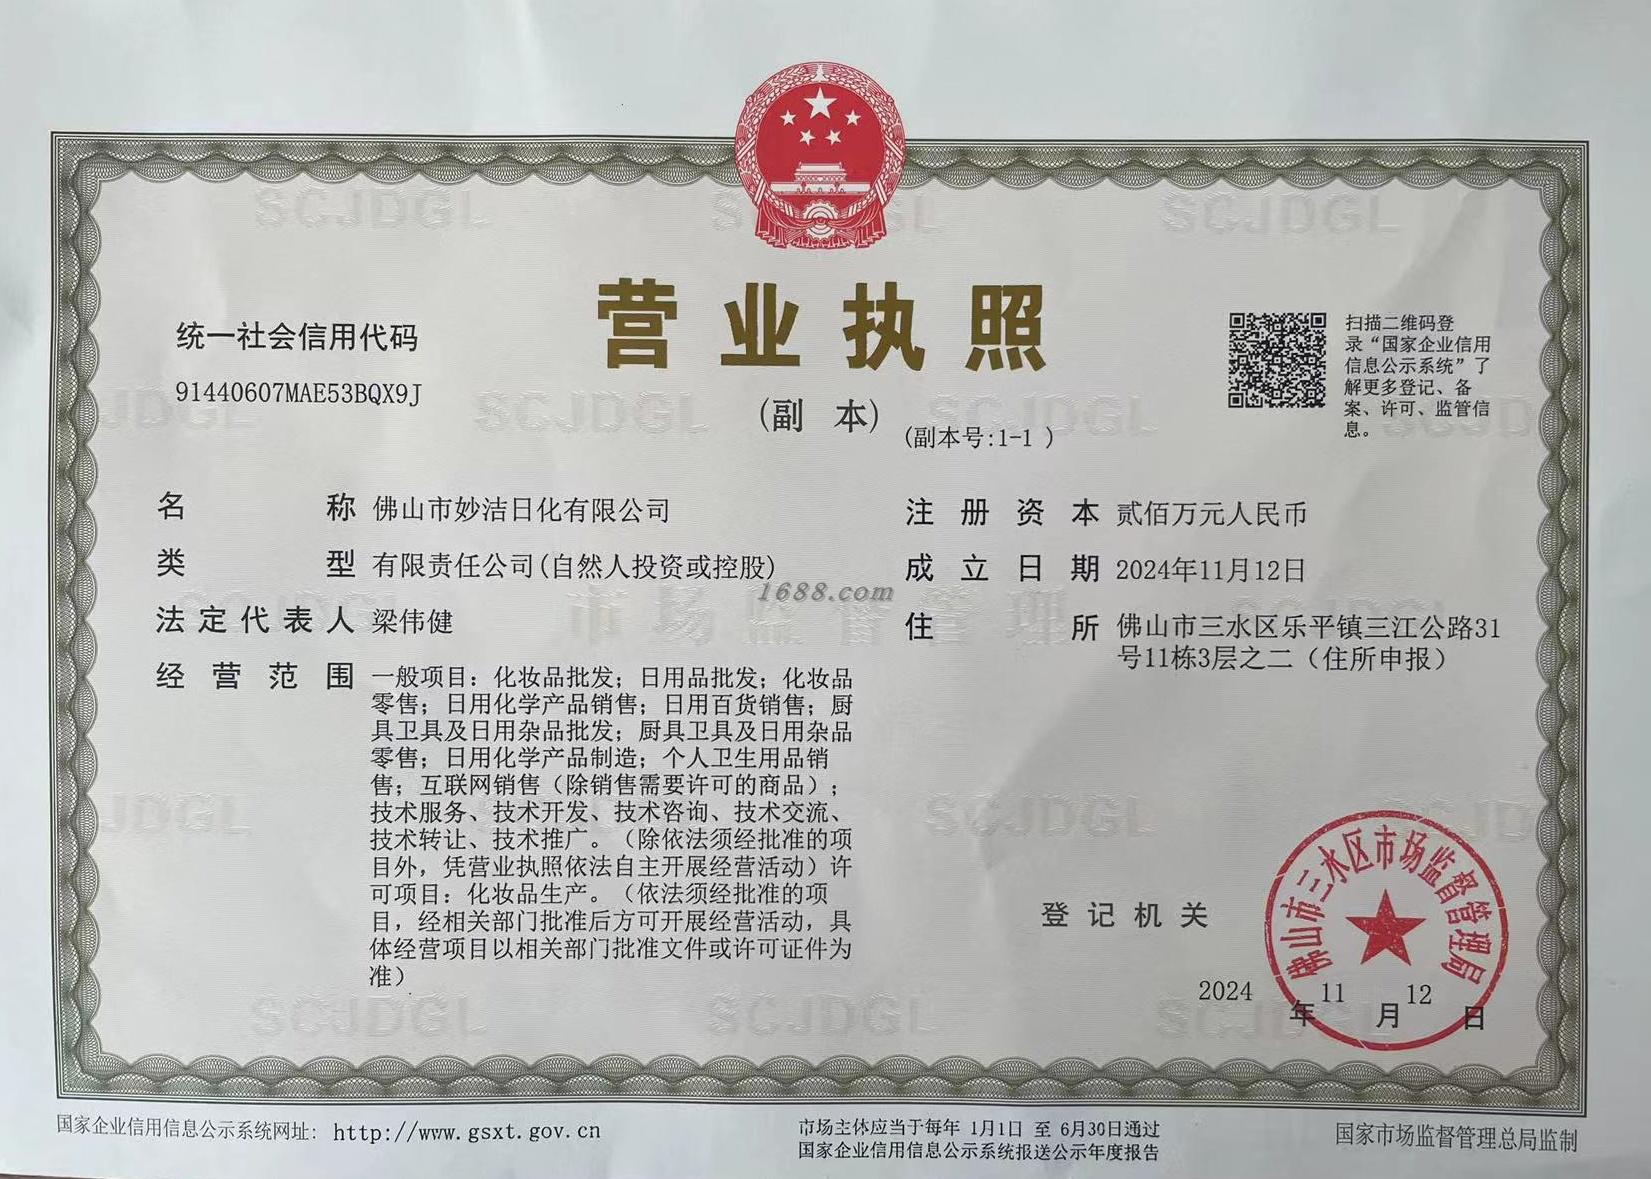 营业执照
(副 本)
(副本号:1-1 )
统一社会信用代码
91440607MAE53BQX9J
扫描二维码登
录“国家企业信用
信息公示系统”了
解更多登记、备
案、许可、监管信
息。
名 称 佛山市妙洁日化有限公司
类 型 有限责任公司(自然人投资或控股)
法定代表人 梁伟健
经营范围 一般项目：化妆品批发；日用品批发；化妆品
零售；日用化学产品销售；日用百货销售；厨
具卫具及日用杂品批发；厨具卫具及日用杂品
零售；日用化学产品制造；个人卫生用品销
售；互联网销售（除销售需要许可的商品）；
技术服务、技术开发、技术咨询、技术交流、
技术转让、技术推广。（除依法须经批准的项
目外，凭营业执照依法自主开展经营活动）许
可项目：化妆品生产。（依法须经批准的项
目，经相关部门批准后方可开展经营活动，具
体经营项目以相关部门批准文件或许可证件为
准）
注册资本 贰佰万元人民币
成立日期 2024年11月12日
住 所 佛山市三水区乐平镇三江公路31
号11栋3层之二（住所申报）
1688.com
市场监督管理
SCJDGL
登记机关
佛山市三水区市场监督管理局
2024年11月12日
国家企业信用信息公示系统网址：http://www.gsxt.gov.cn
市场主体应当于每年 1月1日 至 6月30日通过
国家企业信用信息公示系统报送公示年度报告
国家市场监督管理总局监制